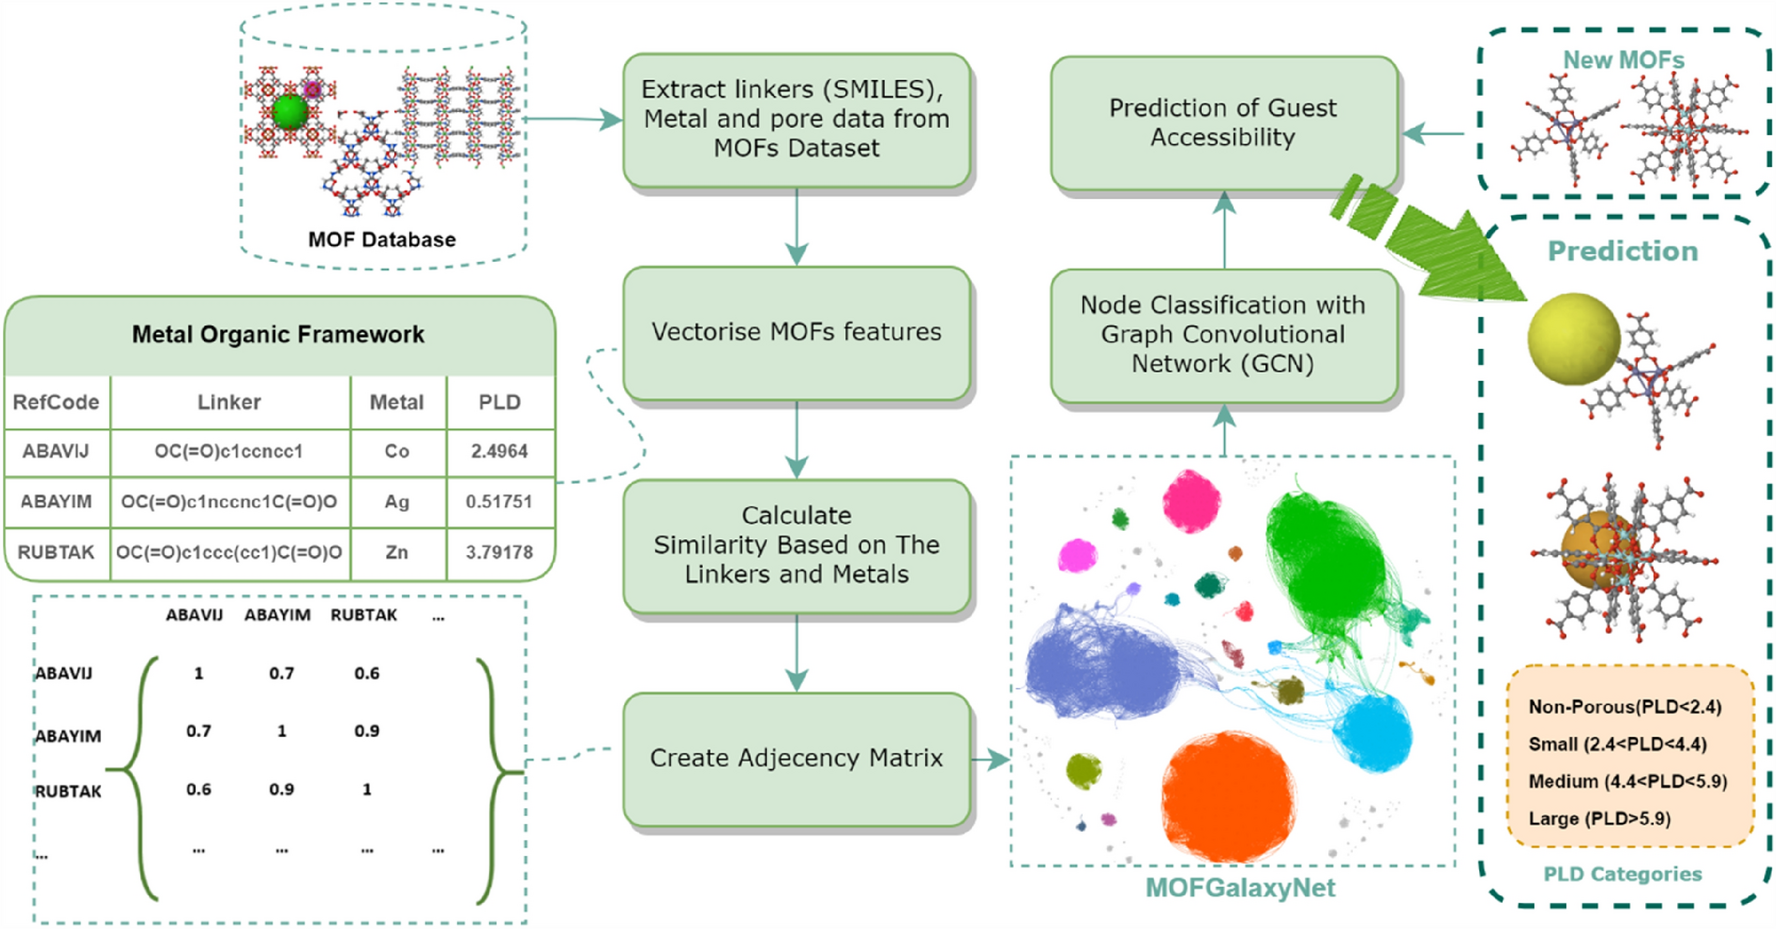 MOF Database
Extract linkers (SMILES),
Metal and pore data from
MOFs Dataset
Vectorise MOFs features
Calculate
Similarity Based on The
Linkers and Metals
Create Adjecency Matrix
Metal Organic Framework
RefCode Linker Metal PLD
ABAVIJ OC(=O)c1ccncc1 Co 2.4964
ABAYIM OC(=O)c1nccnc1C(=O)O Ag 0.51751
RUBTAK OC(=O)c1ccc(cc1)C(=O)O Zn 3.79178
ABAVIJ ABAYIM RUBTAK ...
ABAVIJ 1 0.7 0.6
ABAYIM 0.7 1 0.9
RUBTAK 0.6 0.9 1
... ... ... ... ...
MOFGalaxyNet
Node Classification with
Graph Convolutional
Network (GCN)
Prediction of Guest
Accessibility
New MOFs
Prediction
Non-Porous(PLD<2.4)
Small (2.4<PLD<4.4)
Medium (4.4<PLD<5.9)
Large (PLD>5.9)
PLD Categories